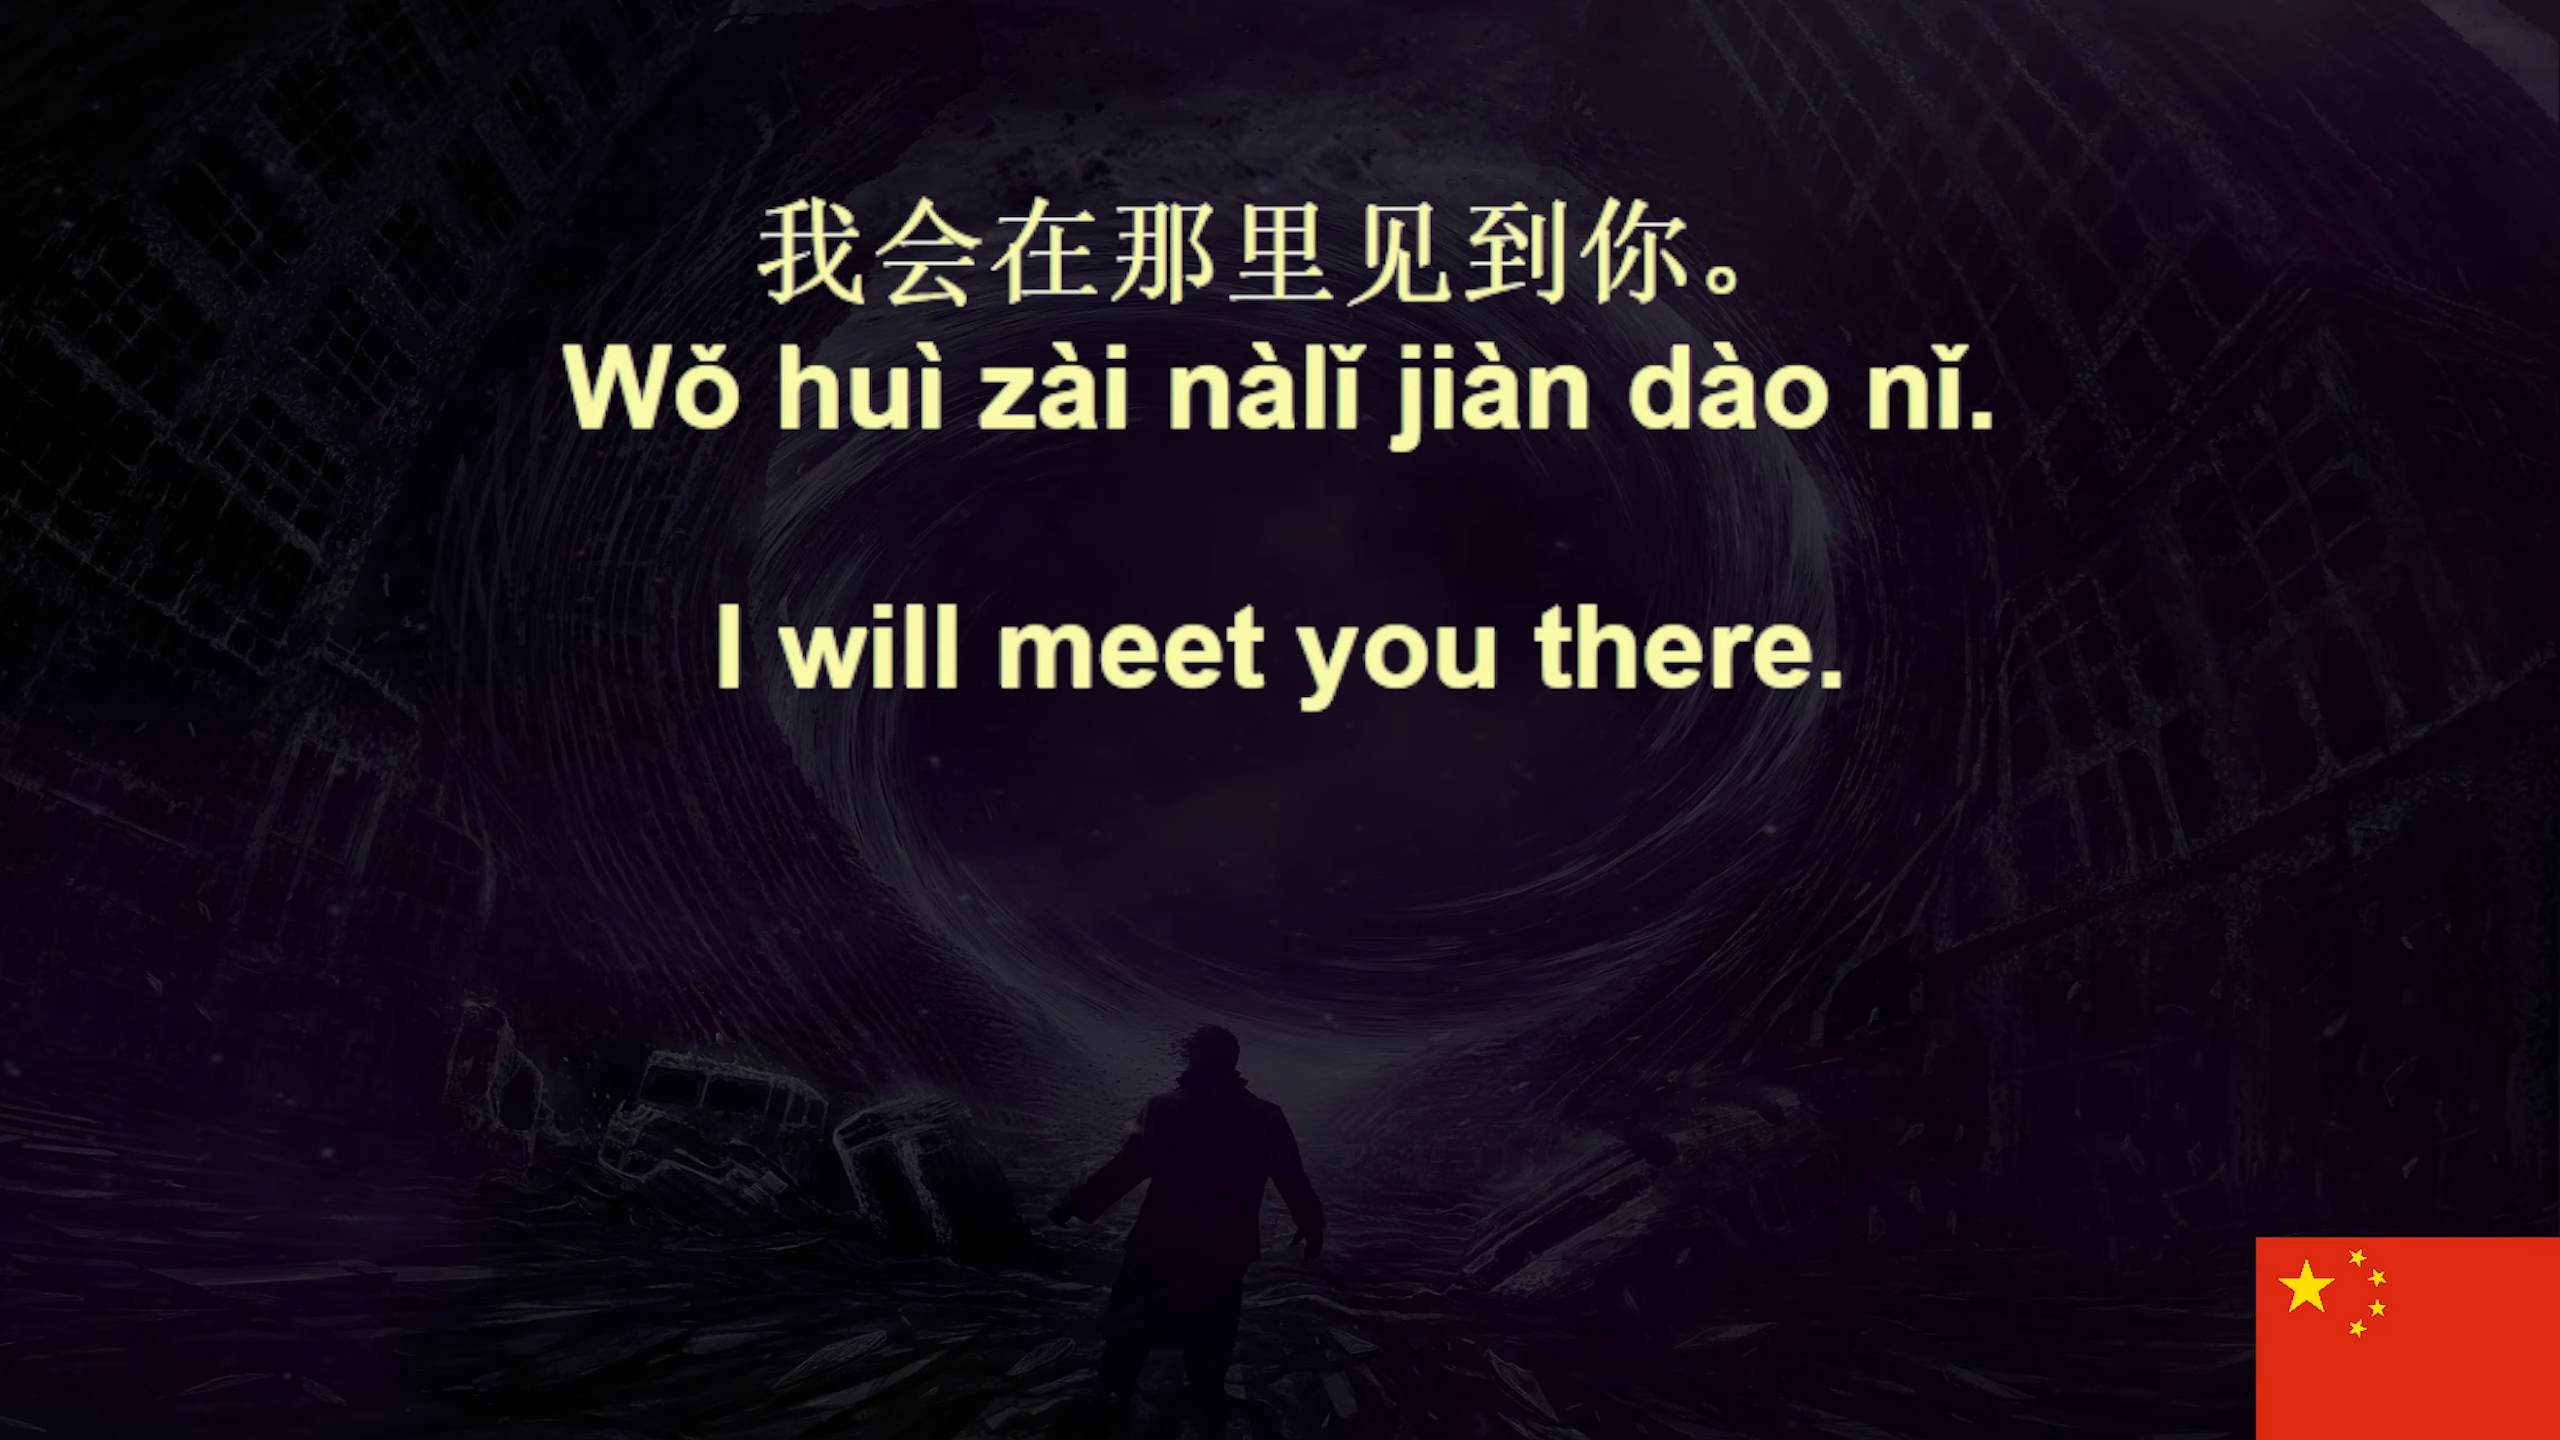 我会在那里见到你。
Wǒ huì zài nàlǐ jiàn dào nǐ.
I will meet you there.